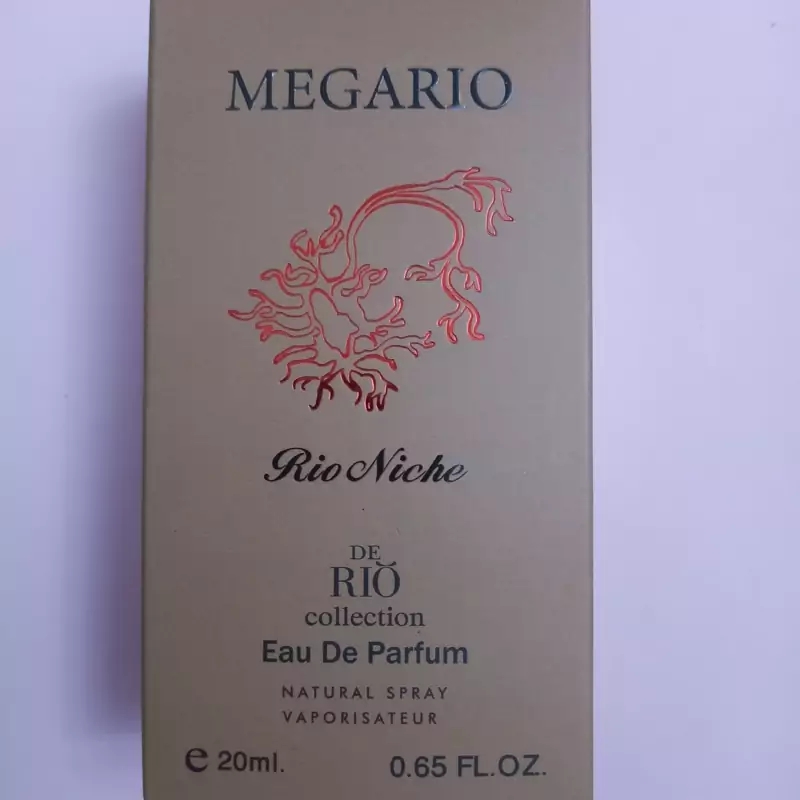 MEGARIO
Rio Niche
DE
RIŎ
collection
Eau De Parfum
NATURAL SPRAY
VAPORISATEUR
℮ 20ml. 0.65 FL.OZ.